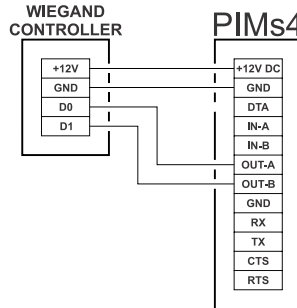 WIEGAND
CONTROLLER
PIMs4
+12V
GND
D0
D1
+12V DC
GND
DTA
IN-A
IN-B
OUT-A
OUT-B
GND
RX
TX
CTS
RTS